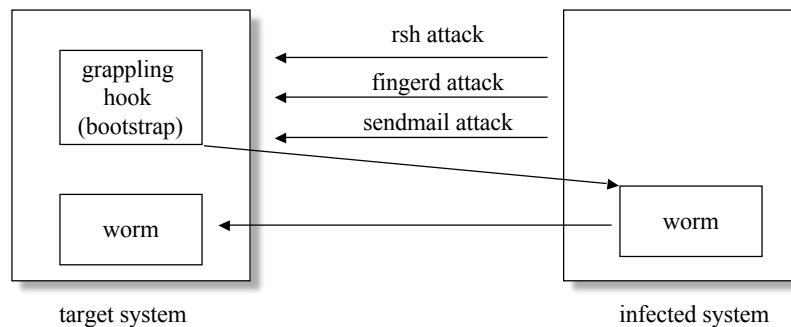 rsh attack
grappling
hook
(bootstrap)
fingerd attack
sendmail attack
worm
worm
target system
infected system